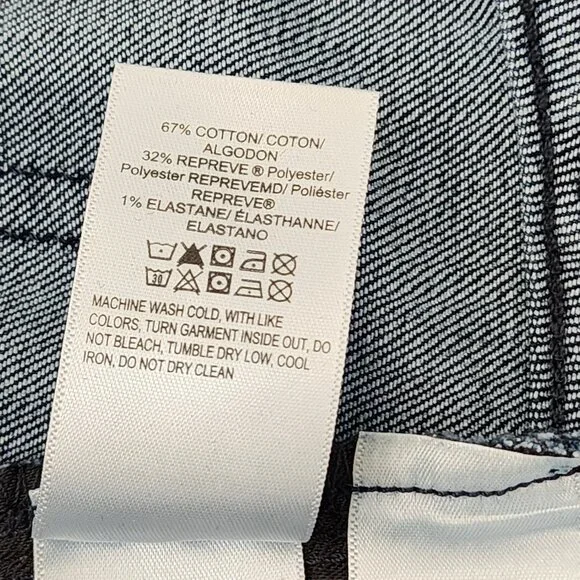 67% COTTON/ COTON/
ALGODON
32% REPREVE ® Polyester/
Polyester REPREVEMD/ Poliéster
REPREVE®
1% ELASTANE/ ÉLASTHANNE/
ELASTANO
30
MACHINE WASH COLD, WITH LIKE
COLORS, TURN GARMENT INSIDE OUT, DO
NOT BLEACH, TUMBLE DRY LOW, COOL
IRON, DO NOT DRY CLEAN